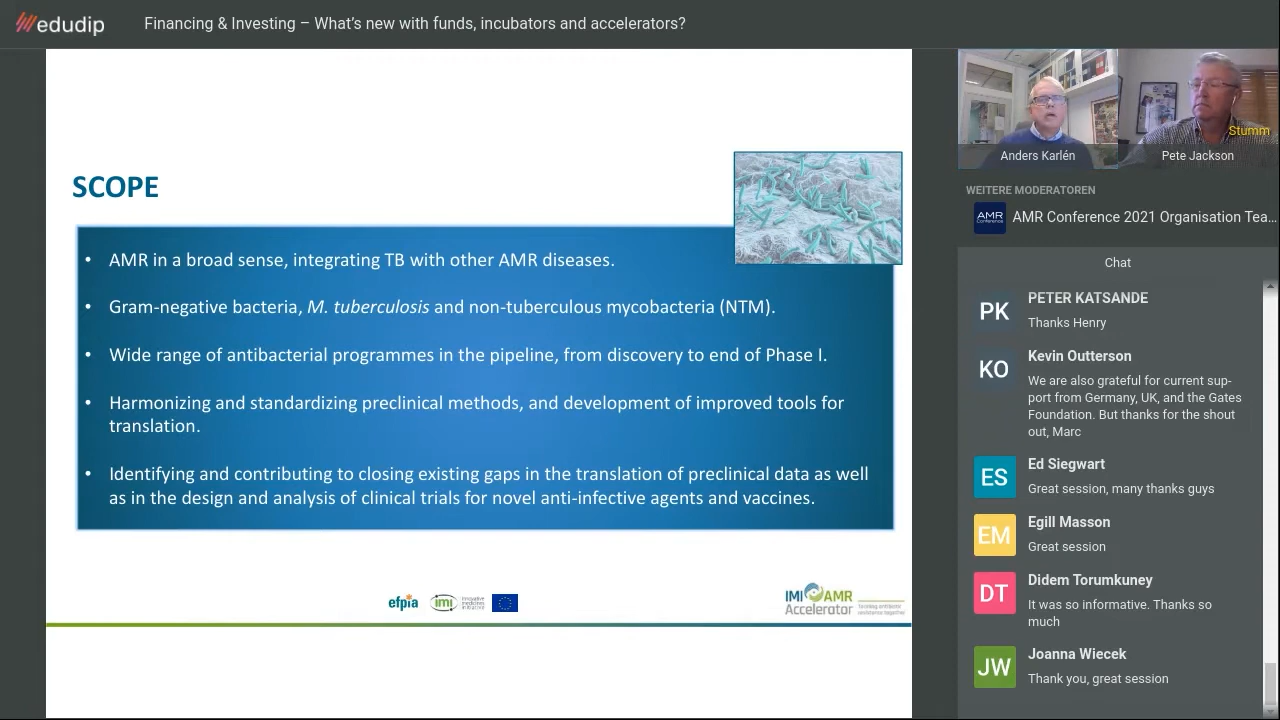 edudip
Financing & Investing – What's new with funds, incubators and accelerators?
SCOPE
• AMR in a broad sense, integrating TB with other AMR diseases.
• Gram-negative bacteria, M. tuberculosis and non-tuberculous mycobacteria (NTM).
• Wide range of antibacterial programmes in the pipeline, from discovery to end of Phase I.
• Harmonizing and standardizing preclinical methods, and development of improved tools for
translation.
• Identifying and contributing to closing existing gaps in the translation of preclinical data as well
as in the design and analysis of clinical trials for novel anti-infective agents and vaccines.
efpia
imi
IMI AMR
Accelerator
Stumm
Anders Karlén
Pete Jackson
WEITERE MODERATOREN
AMR
Conference
AMR Conference 2021 Organisation Tea...
Chat
PK
PETER KATSANDE
Thanks Henry
KO
Kevin Outterson
We are also grateful for current sup-
port from Germany, UK, and the Gates
Foundation. But thanks for the shout
out, Marc
ES
Ed Siegwart
Great session, many thanks guys
EM
Egill Masson
Great session
DT
Didem Torumkuney
It was so informative. Thanks so
much
JW
Joanna Wiecek
Thank you, great session